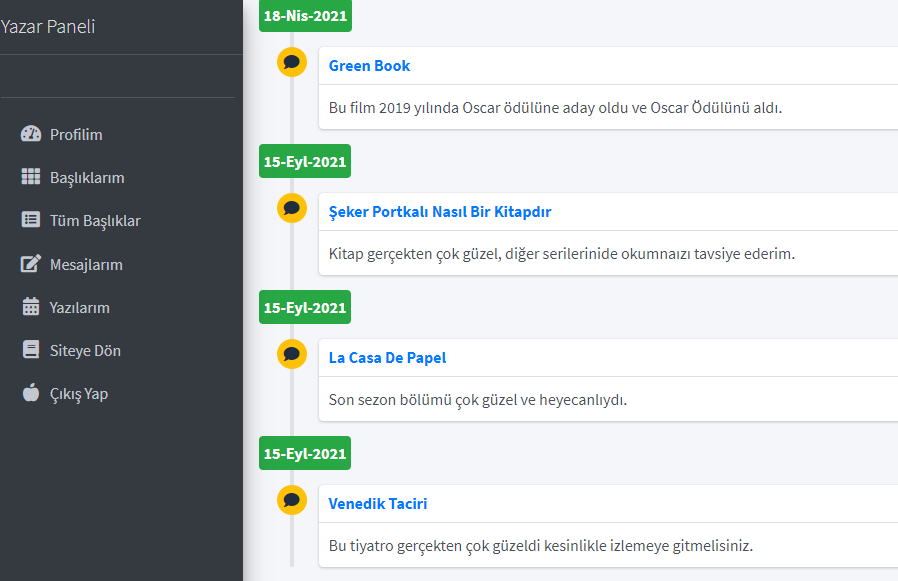 Yazar Paneli
Profilim
Başlıklarım
Tüm Başlıklar
Mesajlarım
Yazılarım
Siteye Dön
Çıkış Yap
18-Nis-2021
Green Book
Bu film 2019 yılında Oscar ödülüne aday oldu ve Oscar Ödülünü aldı.
15-Eyl-2021
Şeker Portkalı Nasıl Bir Kitapdır
Kitap gerçekten çok güzel, diğer serilerinide okumnaızı tavsiye ederim.
15-Eyl-2021
La Casa De Papel
Son sezon bölümü çok güzel ve heyecanlıydı.
15-Eyl-2021
Venedik Taciri
Bu tiyatro gerçekten çok güzeldi kesinlikle izlemeye gitmelisiniz.